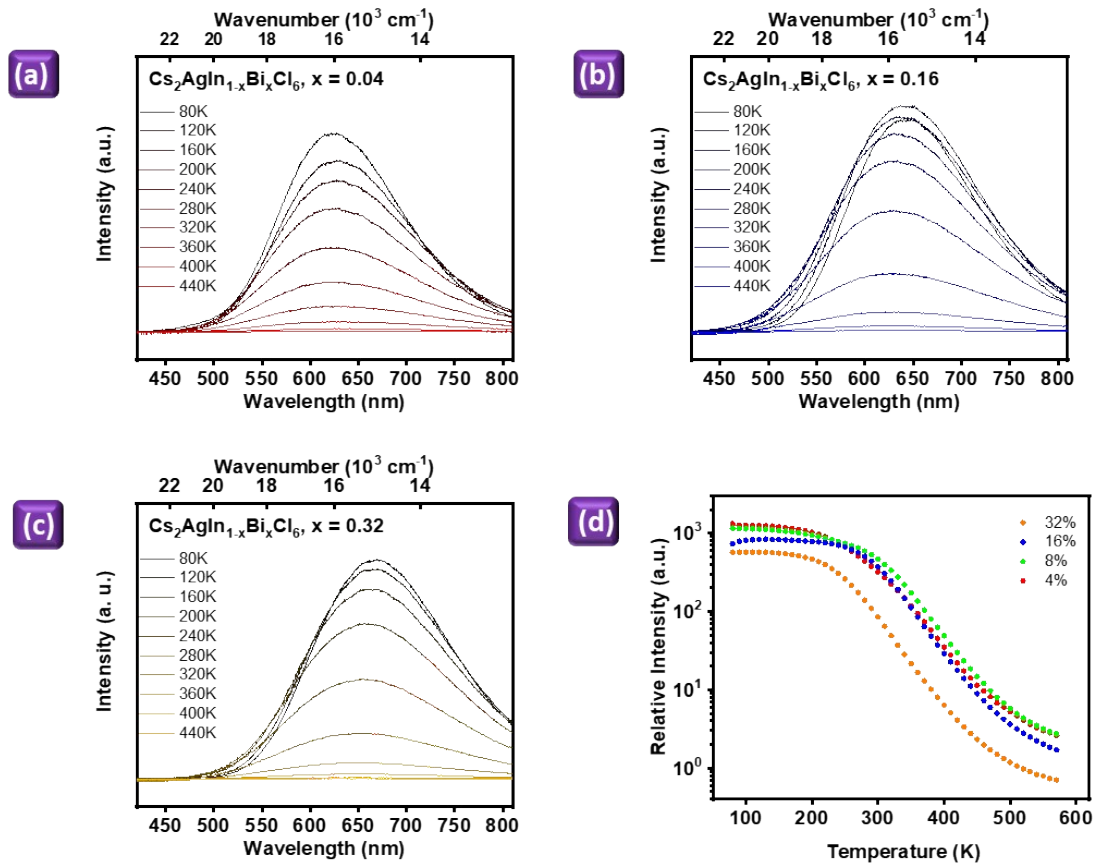 (a)
Wavenumber (10³ cm⁻¹)
22 20 18 16 14
Cs₂AgIn₁₋ₓBiₓCl₆, x = 0.04
80K
120K
160K
200K
240K
280K
320K
360K
400K
440K
Intensity (a.u.)
450 500 550 600 650 700 750 800
Wavelength (nm)
(b)
Wavenumber (10³ cm⁻¹)
22 20 18 16 14
Cs₂AgIn₁₋ₓBiₓCl₆, x = 0.16
80K
120K
160K
200K
240K
280K
320K
360K
400K
440K
Intensity (a.u.)
450 500 550 600 650 700 750 800
Wavelength (nm)
(c)
Wavenumber (10³ cm⁻¹)
22 20 18 16 14
Cs₂AgIn₁₋ₓBiₓCl₆, x = 0.32
80K
120K
160K
200K
240K
280K
320K
360K
400K
440K
Intensity (a. u.)
450 500 550 600 650 700 750 800
Wavelength (nm)
(d)
32%
16%
8%
4%
10³
10²
10¹
10⁰
Relative Intensity (a.u.)
100 200 300 400 500 600
Temperature (K)